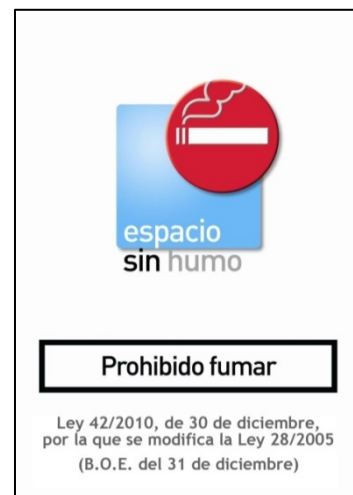 espacio
sin humo
Prohibido fumar
Ley 42/2010, de 30 de diciembre,
por la que se modifica la Ley 28/2005
(B.O.E. del 31 de diciembre)